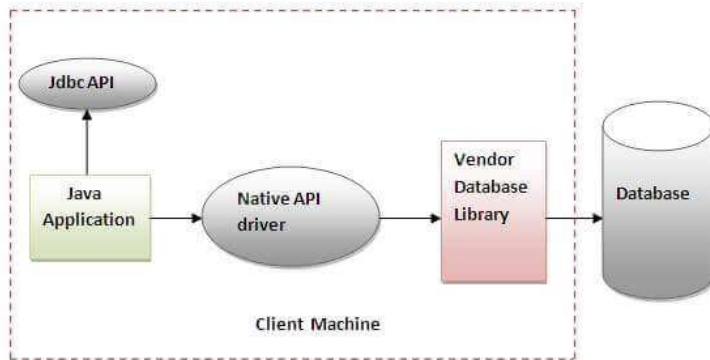 Jdbc API
Java
Application
Native API
driver
Vendor
Database
Library
Database
Client Machine